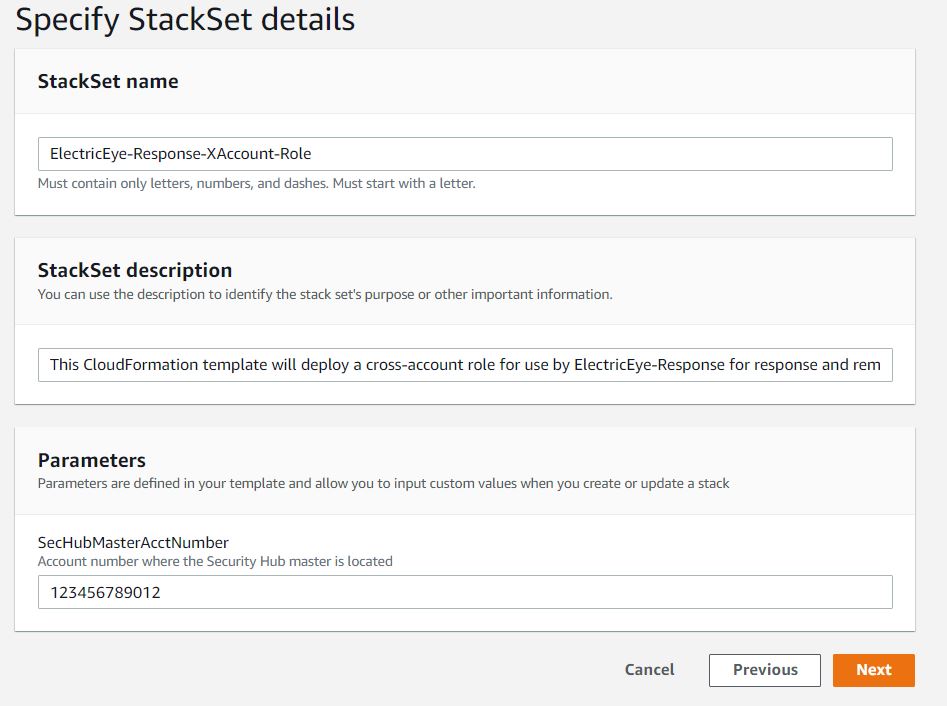 Specify StackSet details
StackSet name
ElectricEye-Response-XAccount-Role
Must contain only letters, numbers, and dashes. Must start with a letter.
StackSet description
You can use the description to identify the stack set's purpose or other important information.
This CloudFormation template will deploy a cross-account role for use by ElectricEye-Response for response and rem
Parameters
Parameters are defined in your template and allow you to input custom values when you create or update a stack
SecHubMasterAcctNumber
Account number where the Security Hub master is located
123456789012
Cancel Previous Next